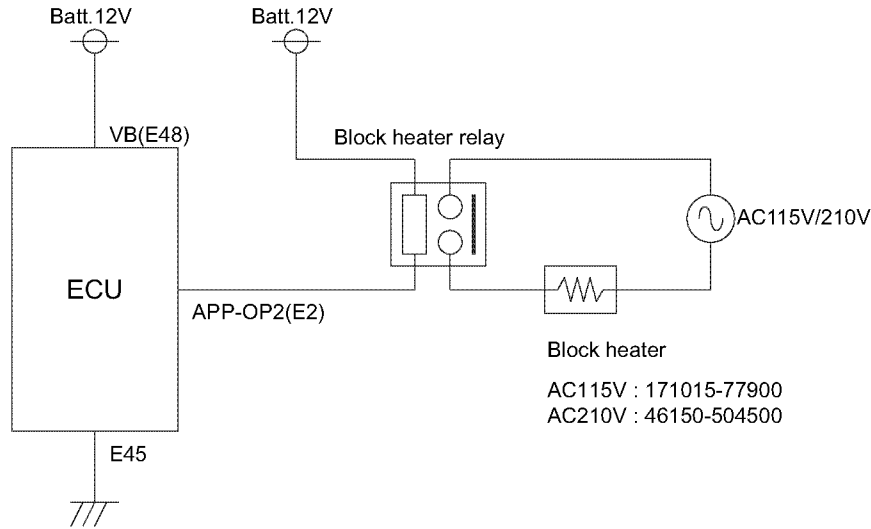 Batt.12V
Batt.12V
VB(E48)
Block heater relay
AC115V/210V
ECU
APP-OP2(E2)
Block heater
AC115V : 171015-77900
AC210V : 46150-504500
E45